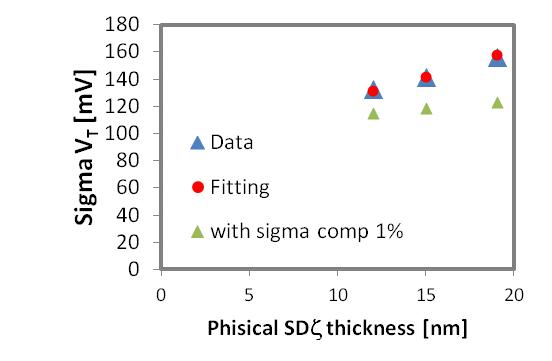 180
160
140
120
100
80
60
40
20
0
Sigma V_T [mV]
Data
Fitting
with sigma comp 1%
0 5 10 15 20
Phisical SDζ thickness [nm]